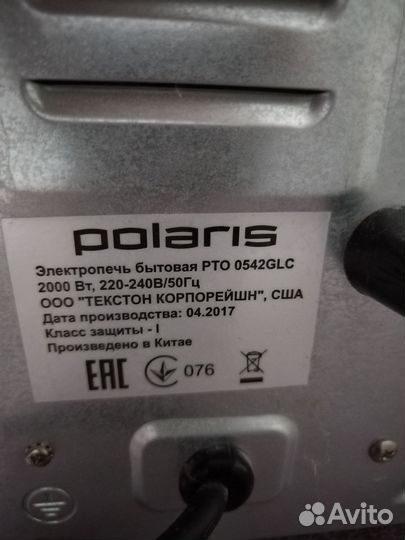 polaris
Электропечь бытовая PTO 0542GLC
2000 Вт, 220-240В/50Гц
ООО "ТЕКСТОН КОРПОРЕЙШН", США
Дата производства: 04.2017
Класс защиты - I
Произведено в Китае
EAC 076
Avito